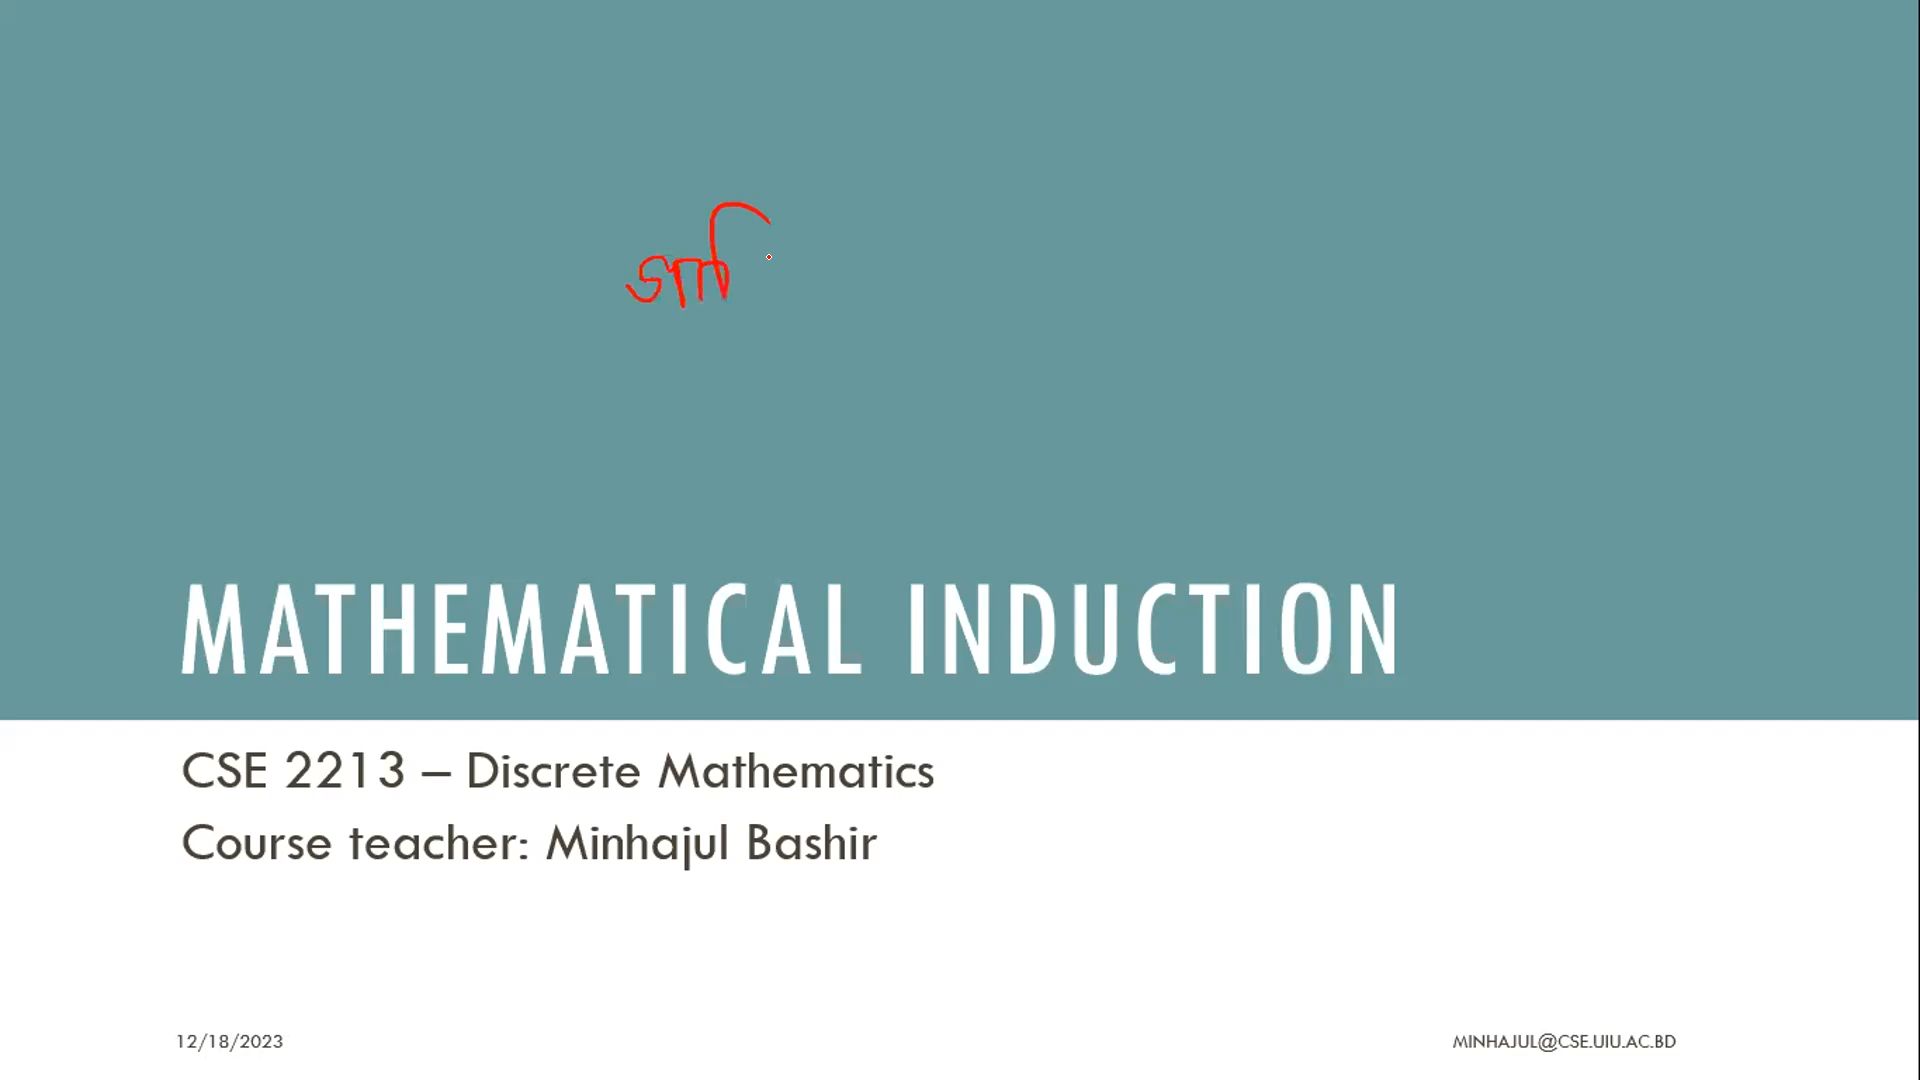 MATHEMATICAL INDUCTION
CSE 2213 – Discrete Mathematics
Course teacher: Minhajul Bashir
12/18/2023
MINHAJUL@CSE.UIU.AC.BD